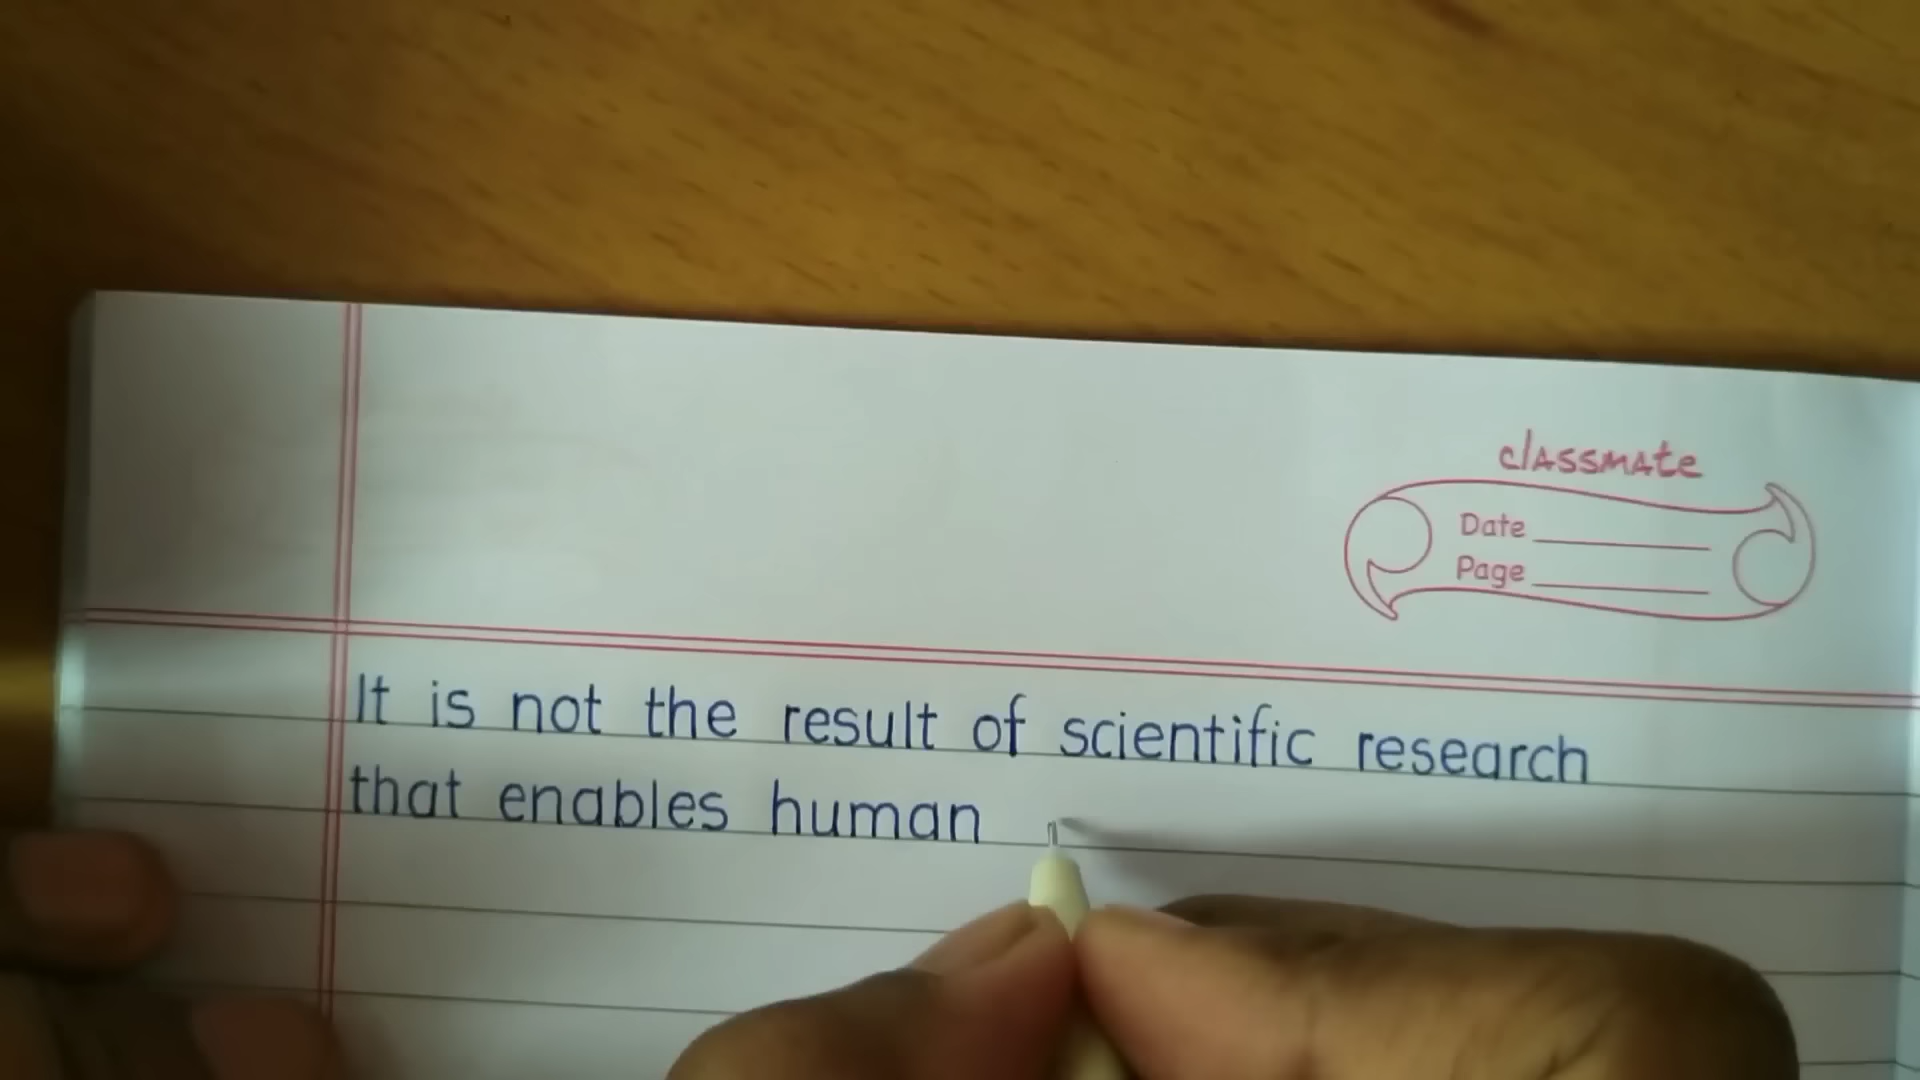 classmate
Date
Page
It is not the result of scientific research
that enables human